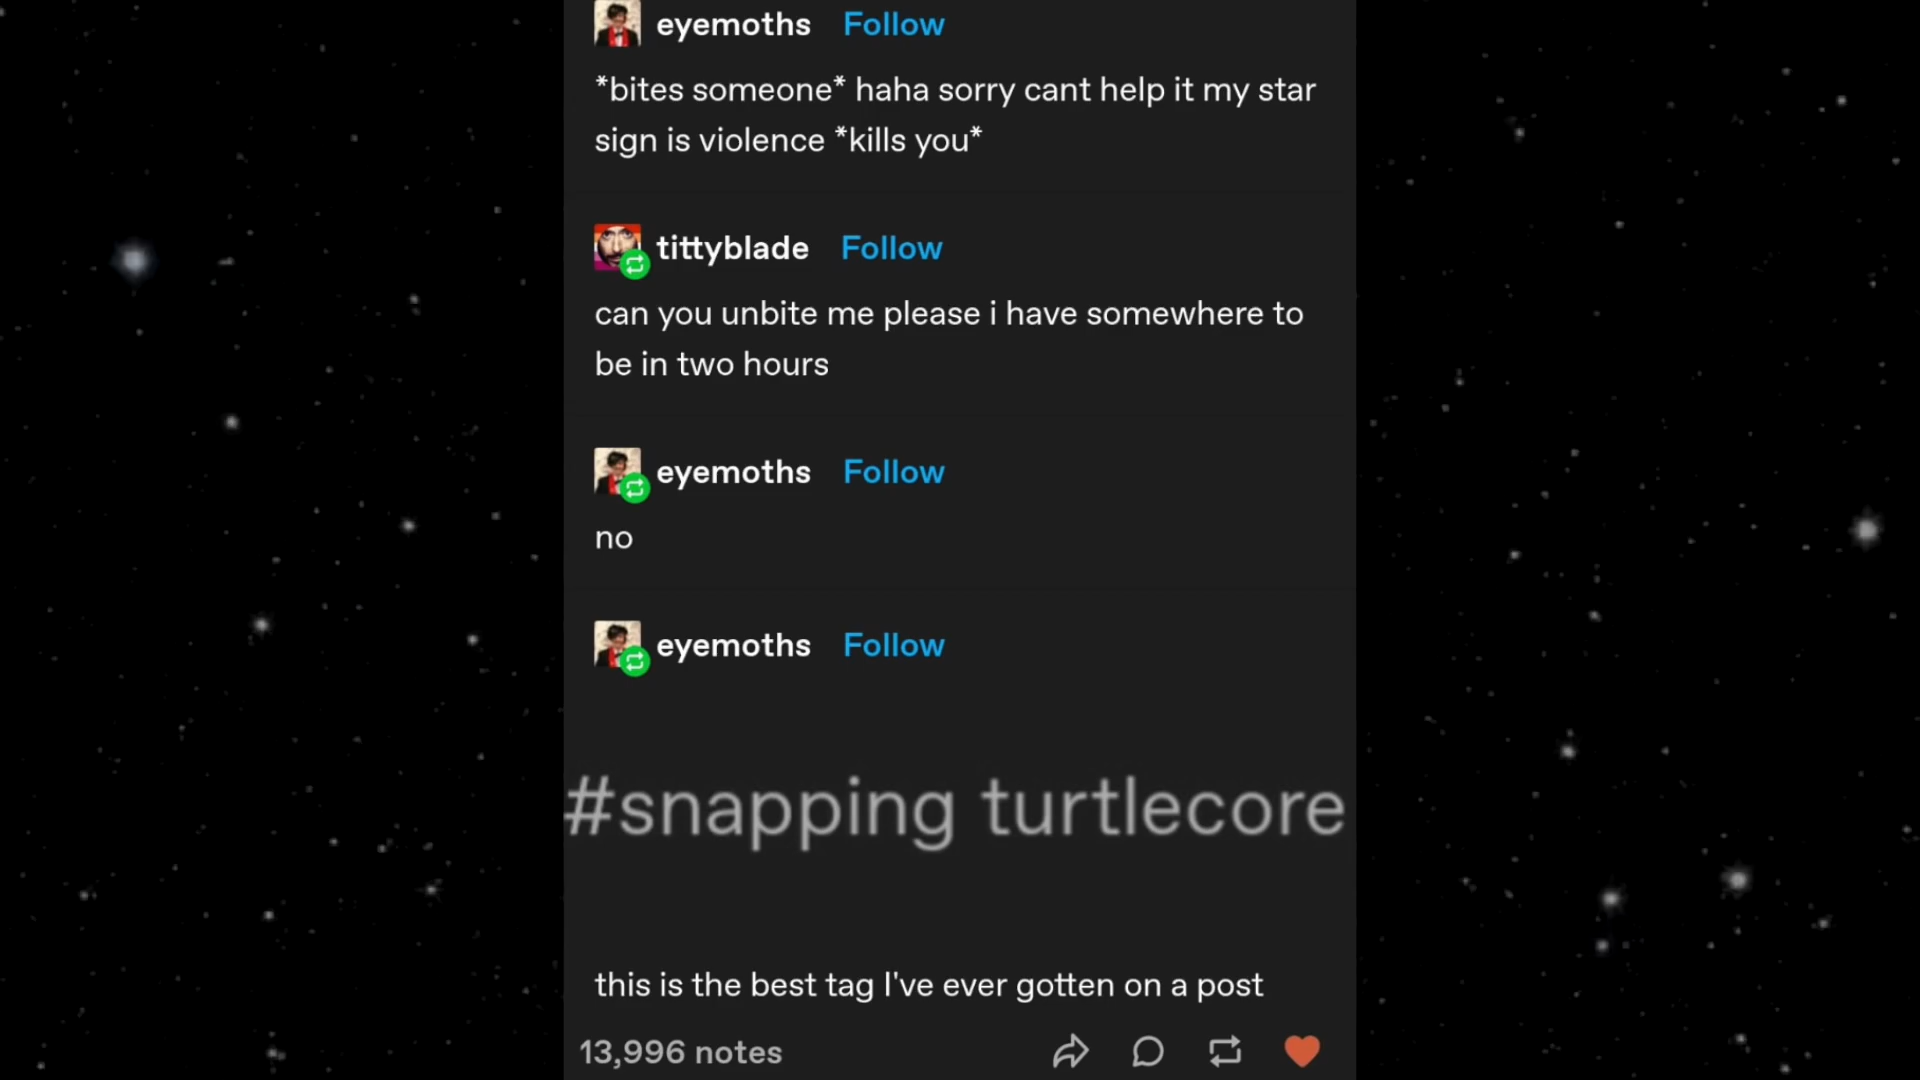 eyemoths Follow
*bites someone* haha sorry cant help it my star
sign is violence *kills you*
tittyblade Follow
can you unbite me please i have somewhere to
be in two hours
eyemoths Follow
no
eyemoths Follow
#snapping turtlecore
this is the best tag I've ever gotten on a post
13,996 notes